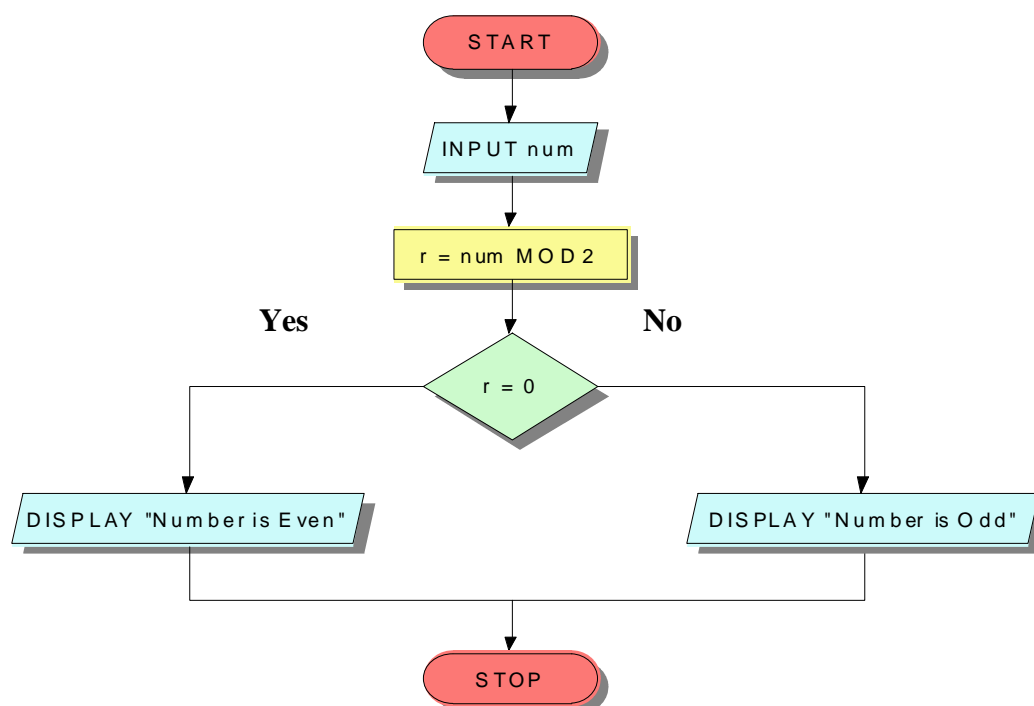 START
INPUT num
r = num MOD2
Yes
No
r = 0
DISPLAY "Number is Even"
DISPLAY "Number is Odd"
STOP